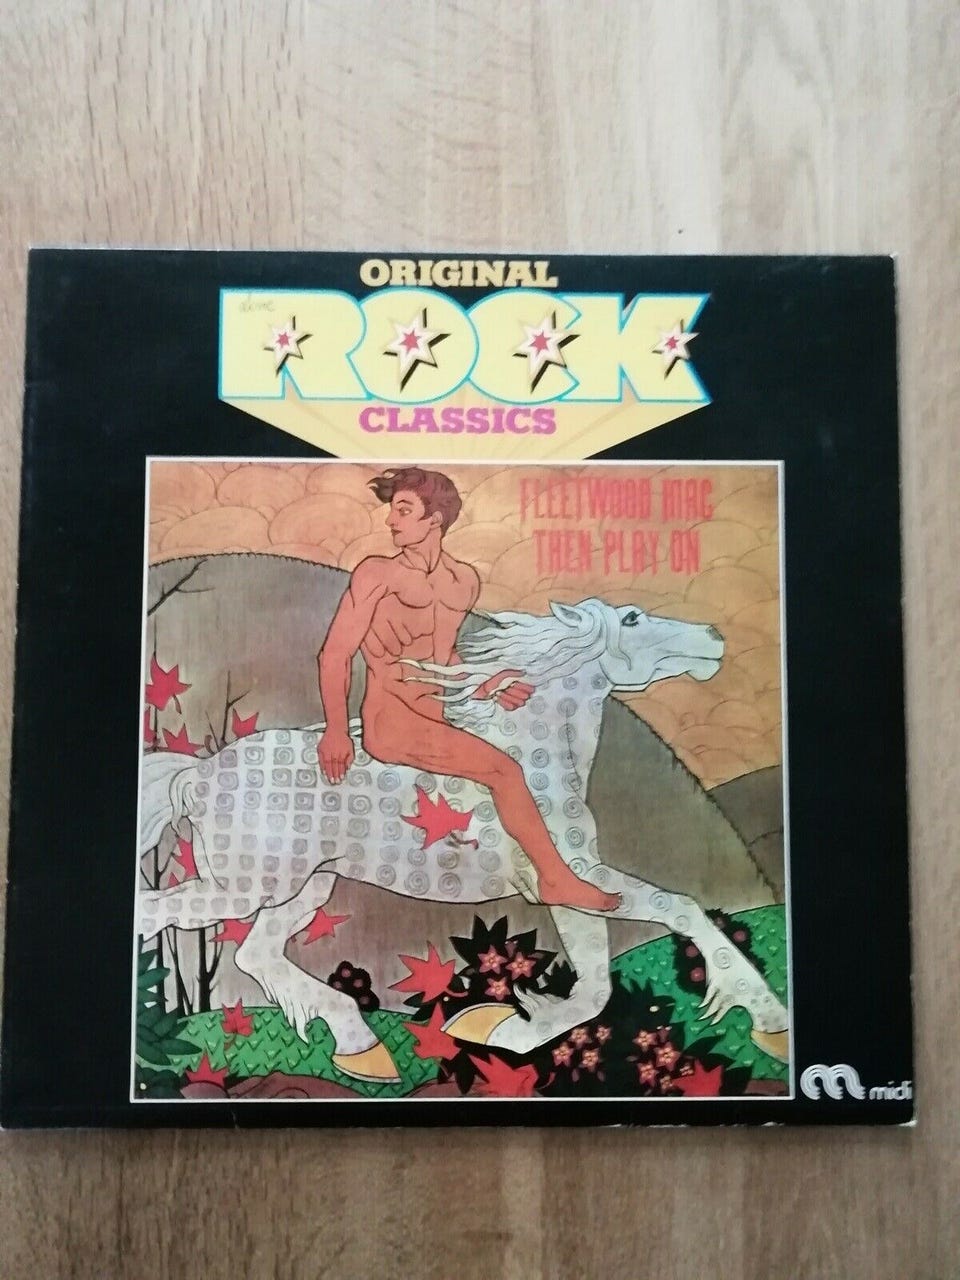 ORIGINAL
ROCK
CLASSICS
FLEETWOOD MAC
THEN PLAY ON
midi